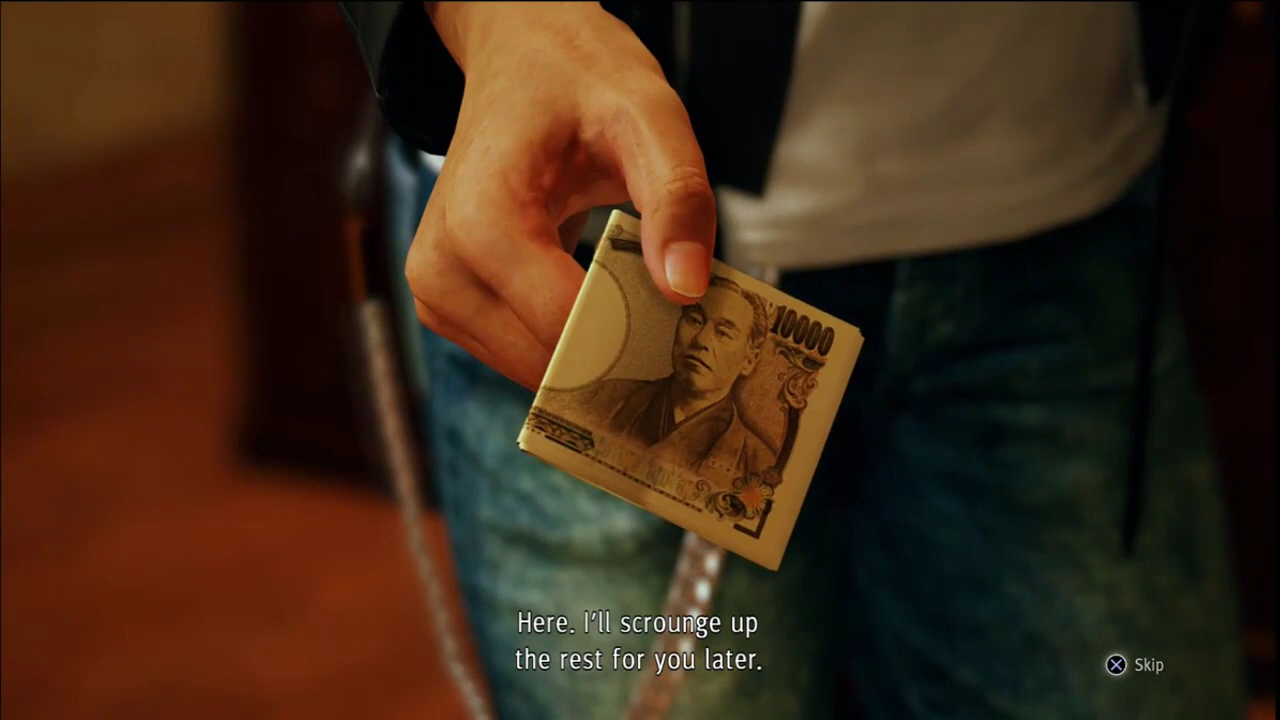 10000
Here. I'll scrounge up
the rest for you later.
Skip